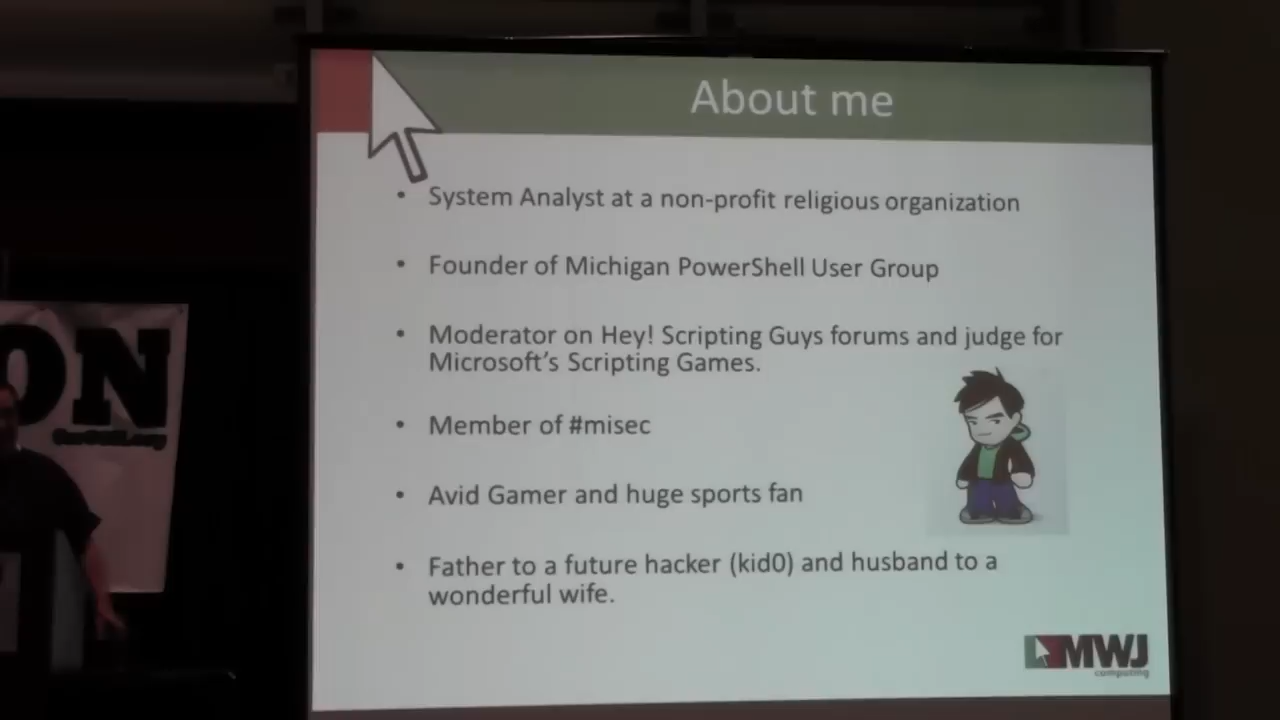 About me
• System Analyst at a non-profit religious organization
• Founder of Michigan PowerShell User Group
• Moderator on Hey! Scripting Guys forums and judge for
Microsoft's Scripting Games.
• Member of #misec
• Avid Gamer and huge sports fan
• Father to a future hacker (kid0) and husband to a
wonderful wife.
MWJ
computing
ON